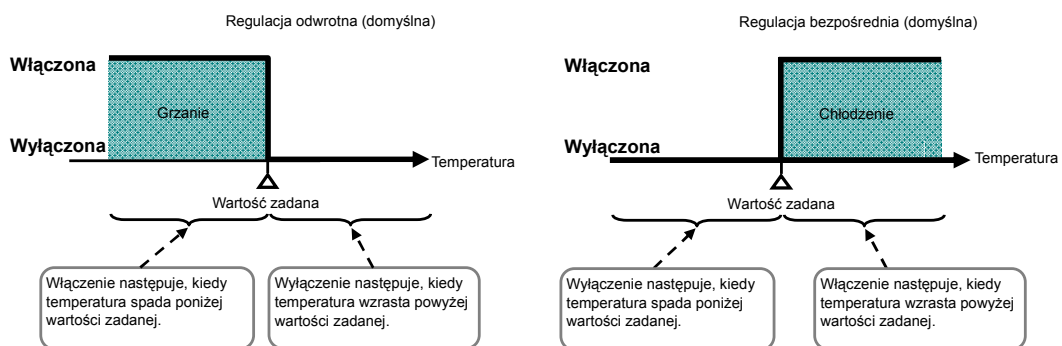 Regulacja odwrotna (domyślna)
Włączona
Grzanie
Wyłączona
Temperatura
Wartość zadana
Włączenie następuje, kiedy
temperatura spada poniżej
wartości zadanej.
Wyłączenie następuje, kiedy
temperatura wzrasta powyżej
wartości zadanej.
Regulacja bezpośrednia (domyślna)
Włączona
Chłodzenie
Wyłączona
Temperatura
Wartość zadana
Wyłączenie następuje, kiedy
temperatura spada poniżej
wartości zadanej.
Włączenie następuje, kiedy
temperatura wzrasta powyżej
wartości zadanej.